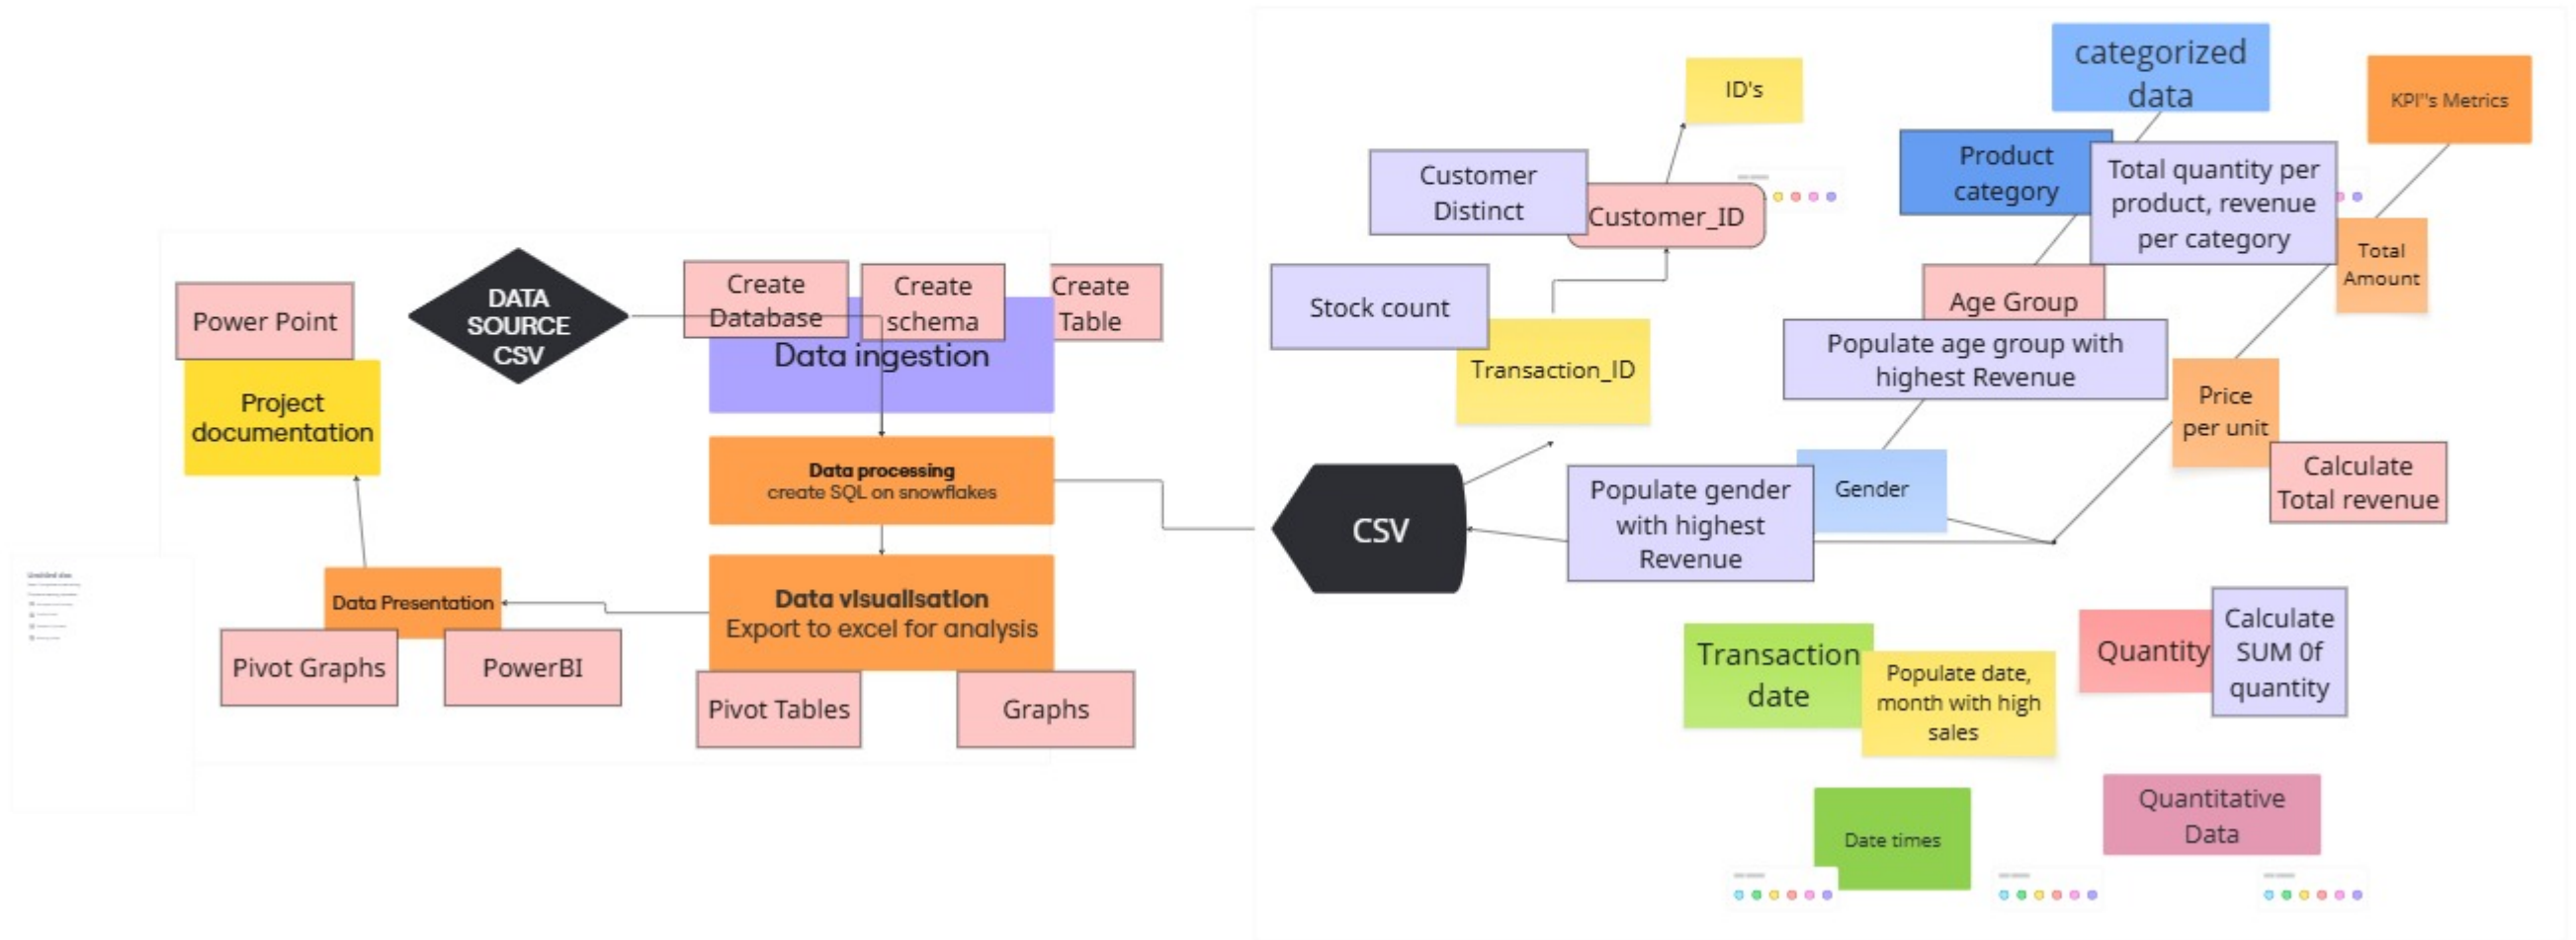 Power Point
Project
documentation
DATA
SOURCE
CSV
Create
Database
Create
schema
Create
Table
Data ingestion
Data processing
create SQL on snowflakes
Data visualisation
Export to excel for analysis
Pivot Tables
Graphs
Data Presentation
Pivot Graphs
PowerBI
CSV
ID's
Customer
Distinct
Customer_ID
Stock count
Transaction_ID
categorized
data
Product
category
Total quantity per
product, revenue
per category
KPI"s Metrics
Total
Amount
Age Group
Populate age group with
highest Revenue
Price
per unit
Calculate
Total revenue
Gender
Populate gender
with highest
Revenue
Transaction
date
Populate date,
month with high
sales
Quantity
Calculate
SUM 0f
quantity
Date times
Quantitative
Data